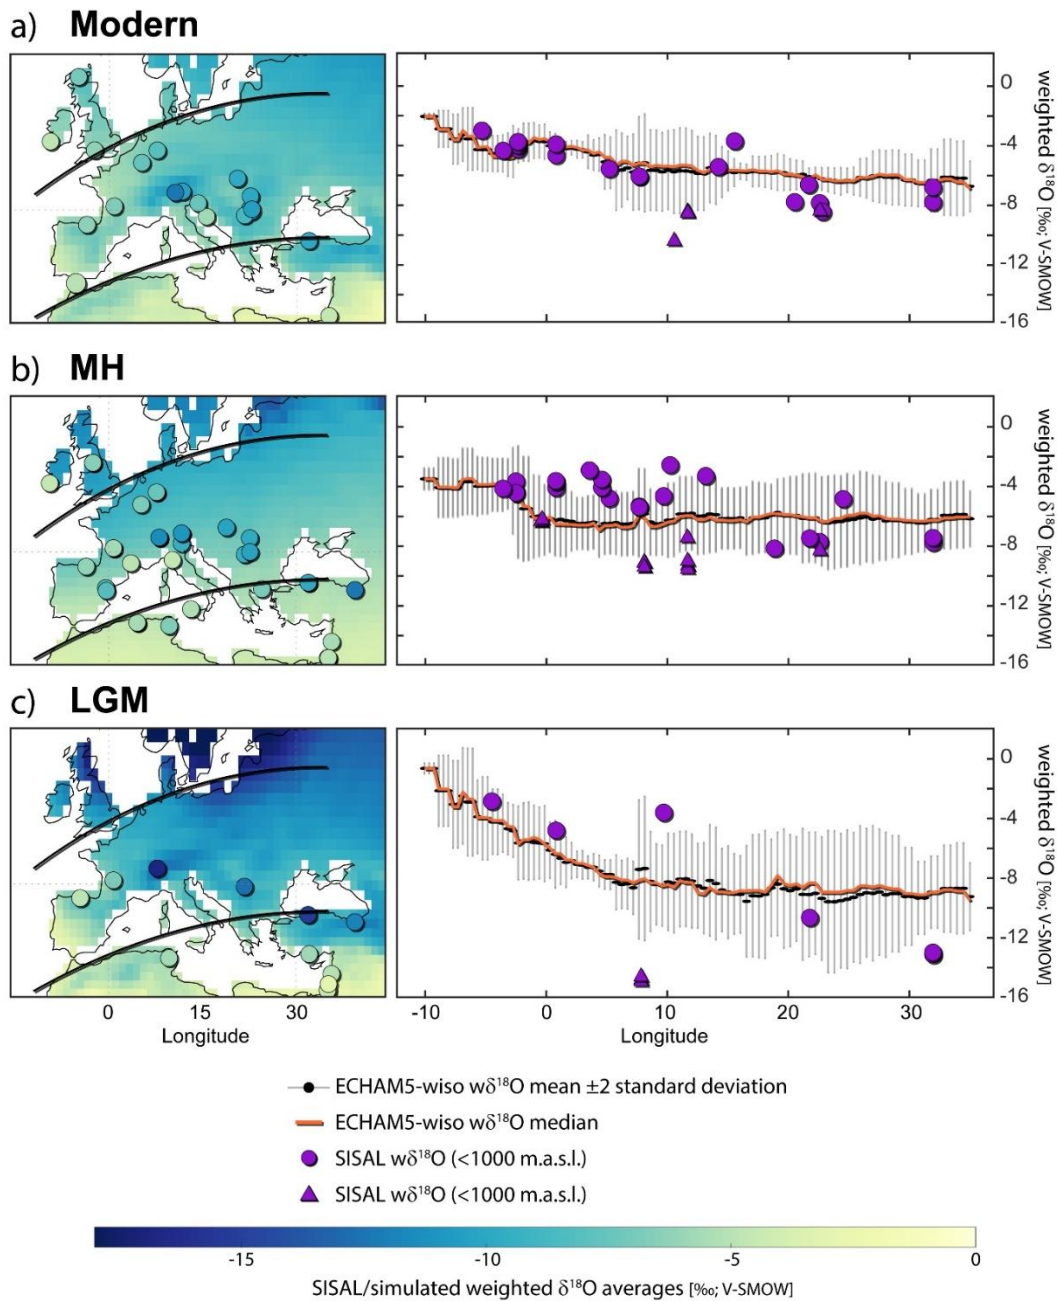 a) Modern
0
-4
-8
-12
-16
weighted δ¹⁸O [‰; V-SMOW]
b) MH
0
-4
-8
-12
-16
weighted δ¹⁸O [‰; V-SMOW]
c) LGM
0
-4
-8
-12
-16
weighted δ¹⁸O [‰; V-SMOW]
0 15 30
Longitude
-10 0 10 20 30
Longitude
ECHAM5-wiso wδ¹⁸O mean ±2 standard deviation
ECHAM5-wiso wδ¹⁸O median
SISAL wδ¹⁸O (<1000 m.a.s.l.)
SISAL wδ¹⁸O (<1000 m.a.s.l.)
-15 -10 -5 0
SISAL/simulated weighted δ¹⁸O averages [‰; V-SMOW]